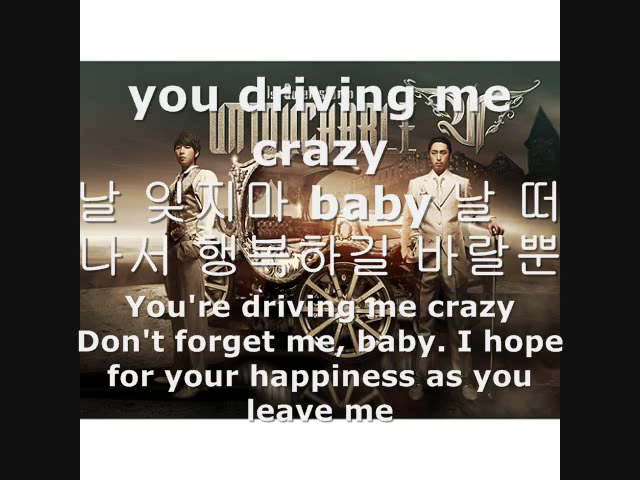 you driving me
crazy
날 잊지마 baby 날 떠
나서 행복하길 바랄뿐
You're driving me crazy
Don't forget me, baby. I hope
for your happiness as you
leave me
UNTOUCHABLE